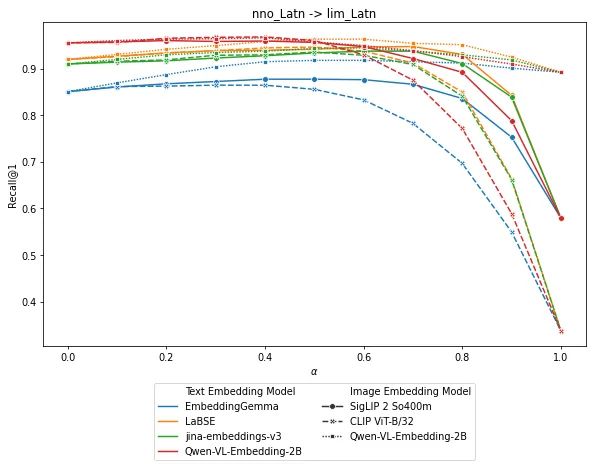 nno_Latn -> lim_Latn
Recall@1
0.9
0.8
0.7
0.6
0.5
0.4
0.0 0.2 0.4 0.6 0.8 1.0
α
Text Embedding Model
EmbeddingGemma
LaBSE
jina-embeddings-v3
Qwen-VL-Embedding-2B
Image Embedding Model
SigLIP 2 So400m
CLIP ViT-B/32
Qwen-VL-Embedding-2B